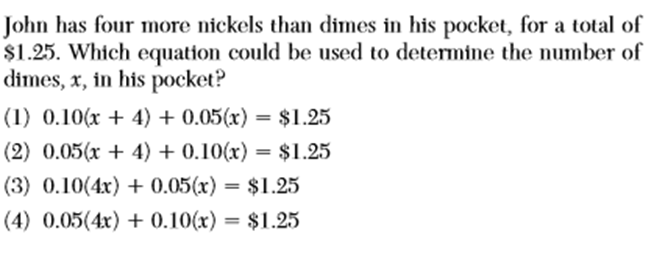 John has four more nickels than dimes in his pocket, for a total of
$1.25. Which equation could be used to determine the number of
dimes, x, in his pocket?
(1) 0.10(x + 4) + 0.05(x) = $1.25
(2) 0.05(x + 4) + 0.10(x) = $1.25
(3) 0.10(4x) + 0.05(x) = $1.25
(4) 0.05(4x) + 0.10(x) = $1.25